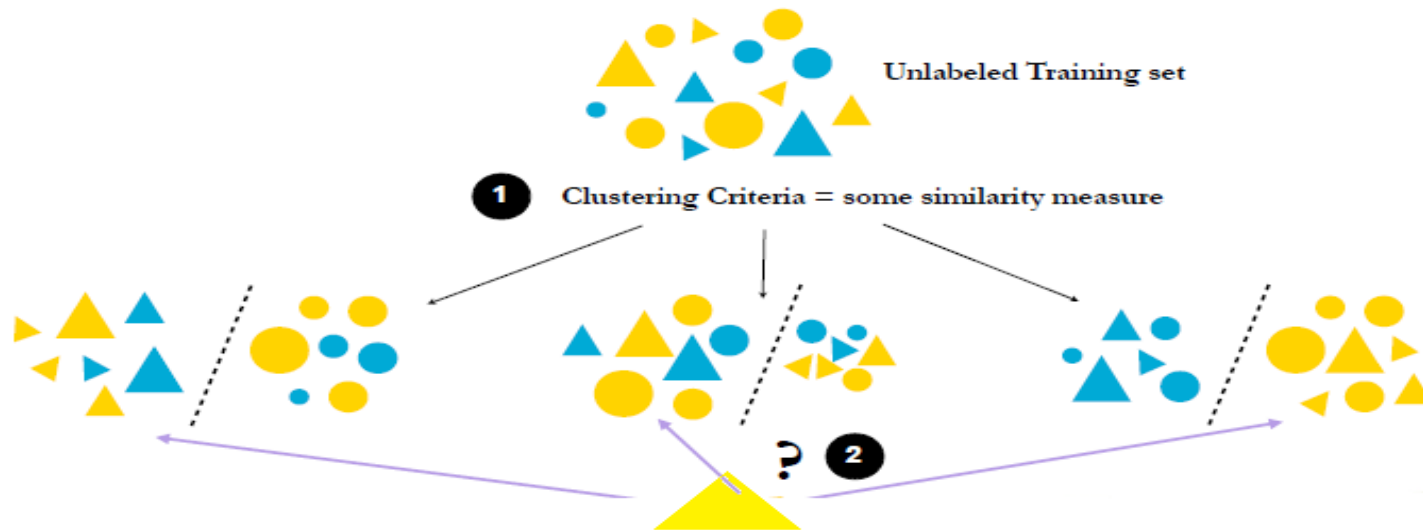 Unlabeled Training set
1 Clustering Criteria = some similarity measure
? 2